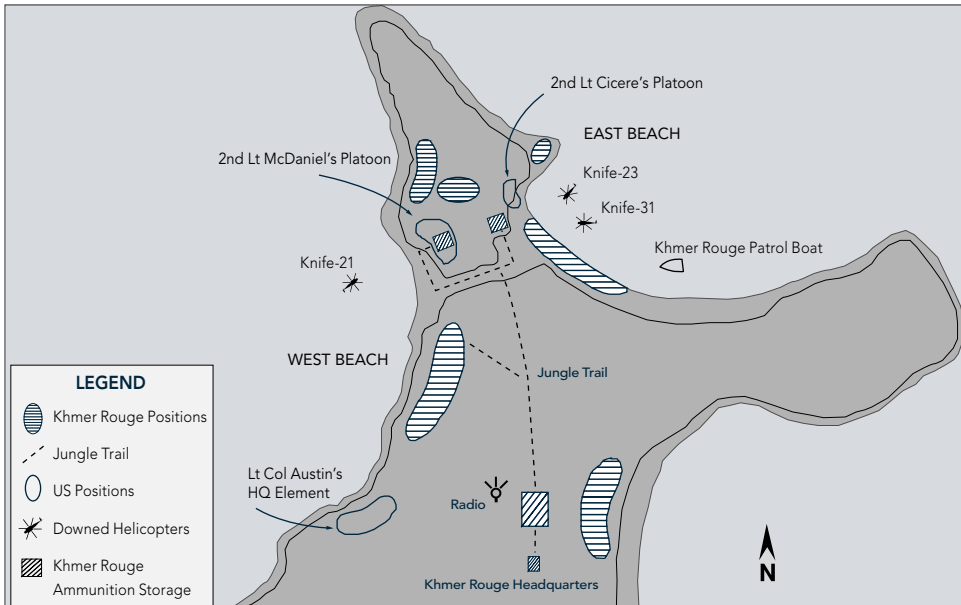 2nd Lt Cicere's Platoon
EAST BEACH
2nd Lt McDaniel's Platoon
Knife-23
Knife-31
Khmer Rouge Patrol Boat
Knife-21
WEST BEACH
Jungle Trail
LEGEND
Khmer Rouge Positions
Jungle Trail
US Positions
Downed Helicopters
Khmer Rouge
Ammunition Storage
Lt Col Austin's
HQ Element
Radio
Khmer Rouge Headquarters
N